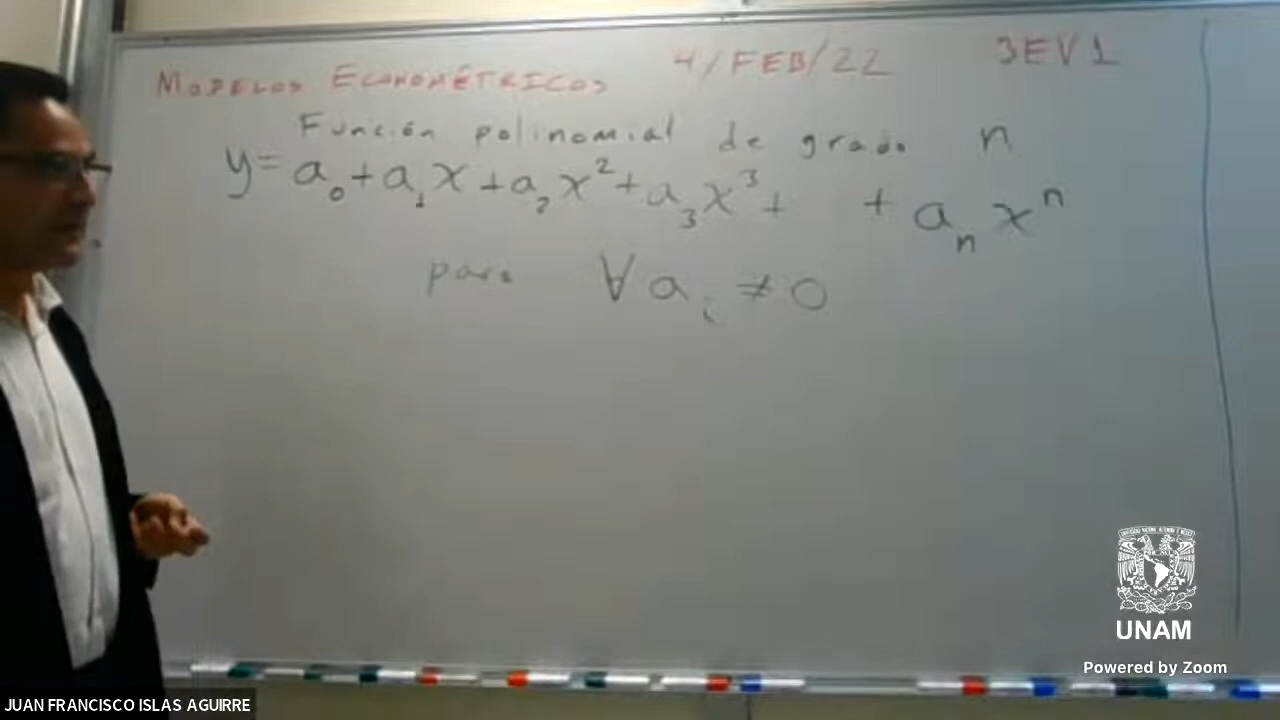 MODELOS ECONOMÉTRICOS 4/FEB/22 3EV1
Función polinomial de grado n
y = a₀ + a₁x + a₂x² + a₃x³ + + aₙxⁿ
para ∀ aᵢ ≠ 0
UNAM
Powered by Zoom
JUAN FRANCISCO ISLAS AGUIRRE